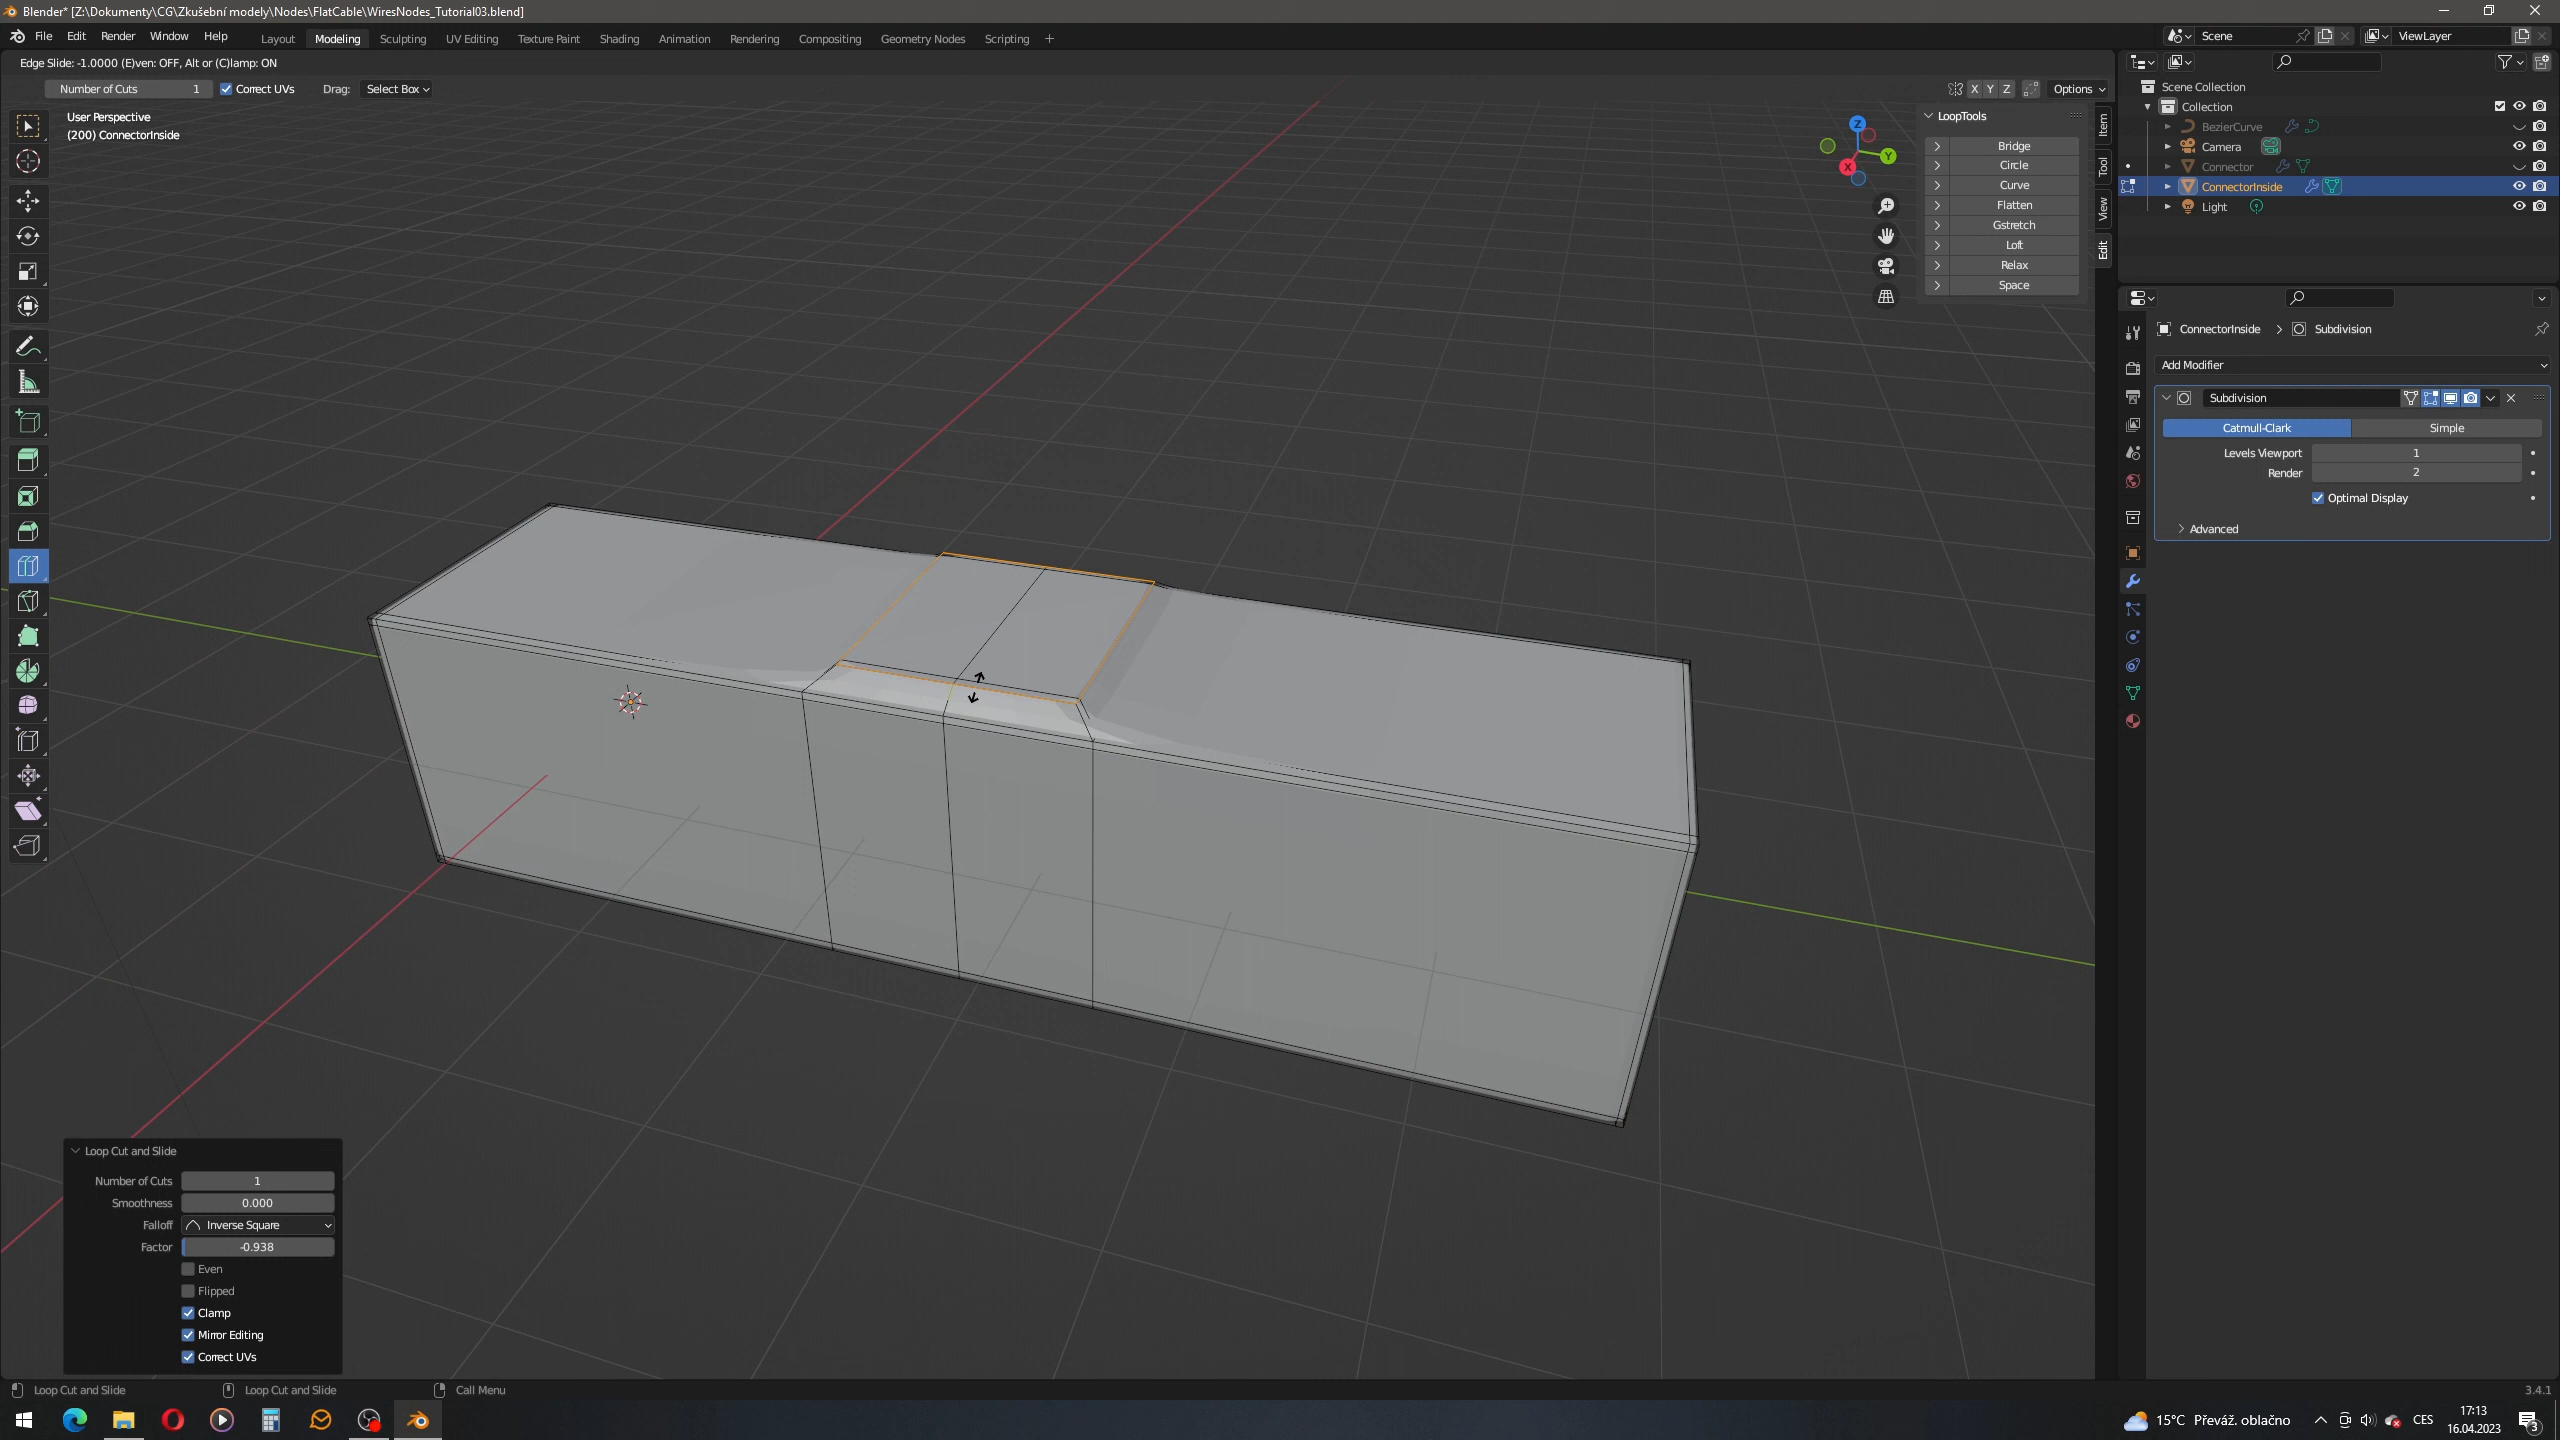 Blender* [Z:\Dokumenty\CG\Zkušební modely\Nodes\FlatCable\WiresNodes_Tutorial03.blend]
File Edit Render Window Help Layout Modeling Sculpting UV Editing Texture Paint Shading Animation Rendering Compositing Geometry Nodes Scripting + Scene ViewLayer
Edge Slide: -1.0000 (E)ven: OFF, Alt or (C)lamp: ON
Number of Cuts 1 Correct UVs Drag: Select Box X Y Z Options
User Perspective
(200) ConnectorInside
LoopTools
Bridge
Circle
Curve
Flatten
Gstretch
Loft
Relax
Space
Item
Tool
View
Edit
Z
Y
X
Scene Collection
Collection
BezierCurve
Camera
Connector
ConnectorInside
Light
ConnectorInside > Subdivision
Add Modifier
Subdivision
Catmull-Clark Simple
Levels Viewport 1
Render 2
Optimal Display
Advanced
Loop Cut and Slide
Number of Cuts 1
Smoothness 0.000
Falloff Inverse Square
Factor -0.938
Even
Flipped
Clamp
Mirror Editing
Correct UVs
Loop Cut and Slide Loop Cut and Slide Call Menu 3.4.1
15°C Převáž. oblačno CES 17:13
16.04.2023
3